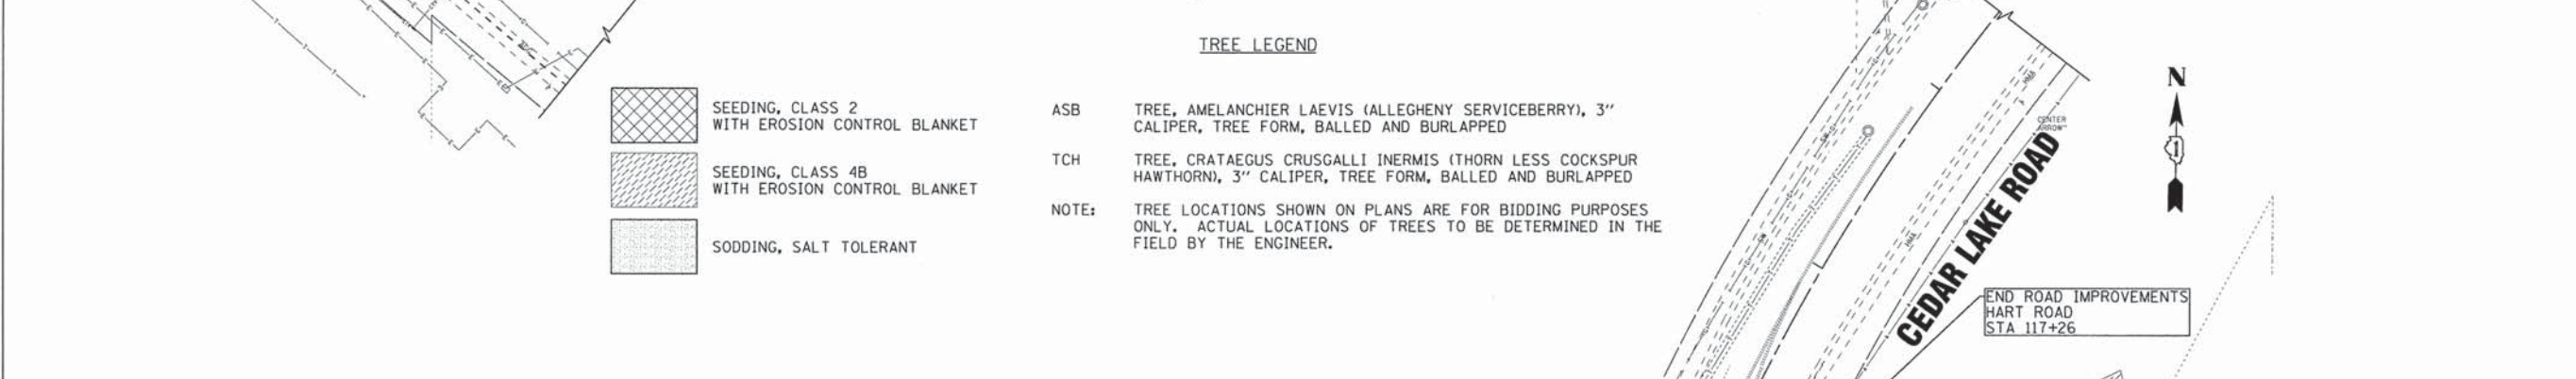 TREE LEGEND
SEEDING, CLASS 2
WITH EROSION CONTROL BLANKET
SEEDING, CLASS 4B
WITH EROSION CONTROL BLANKET
SODDING, SALT TOLERANT
ASB TREE, AMELANCHIER LAEVIS (ALLEGHENY SERVICEBERRY), 3"
CALIPER, TREE FORM, BALLED AND BURLAPPED
TCH TREE, CRATAEGUS CRUSGALLI INERMIS (THORN LESS COCKSPUR
HAWTHORN), 3" CALIPER, TREE FORM, BALLED AND BURLAPPED
NOTE: TREE LOCATIONS SHOWN ON PLANS ARE FOR BIDDING PURPOSES
ONLY. ACTUAL LOCATIONS OF TREES TO BE DETERMINED IN THE
FIELD BY THE ENGINEER.
CENTER
ARROW
CEDAR LAKE ROAD
N
END ROAD IMPROVEMENTS
HART ROAD
STA 117+26